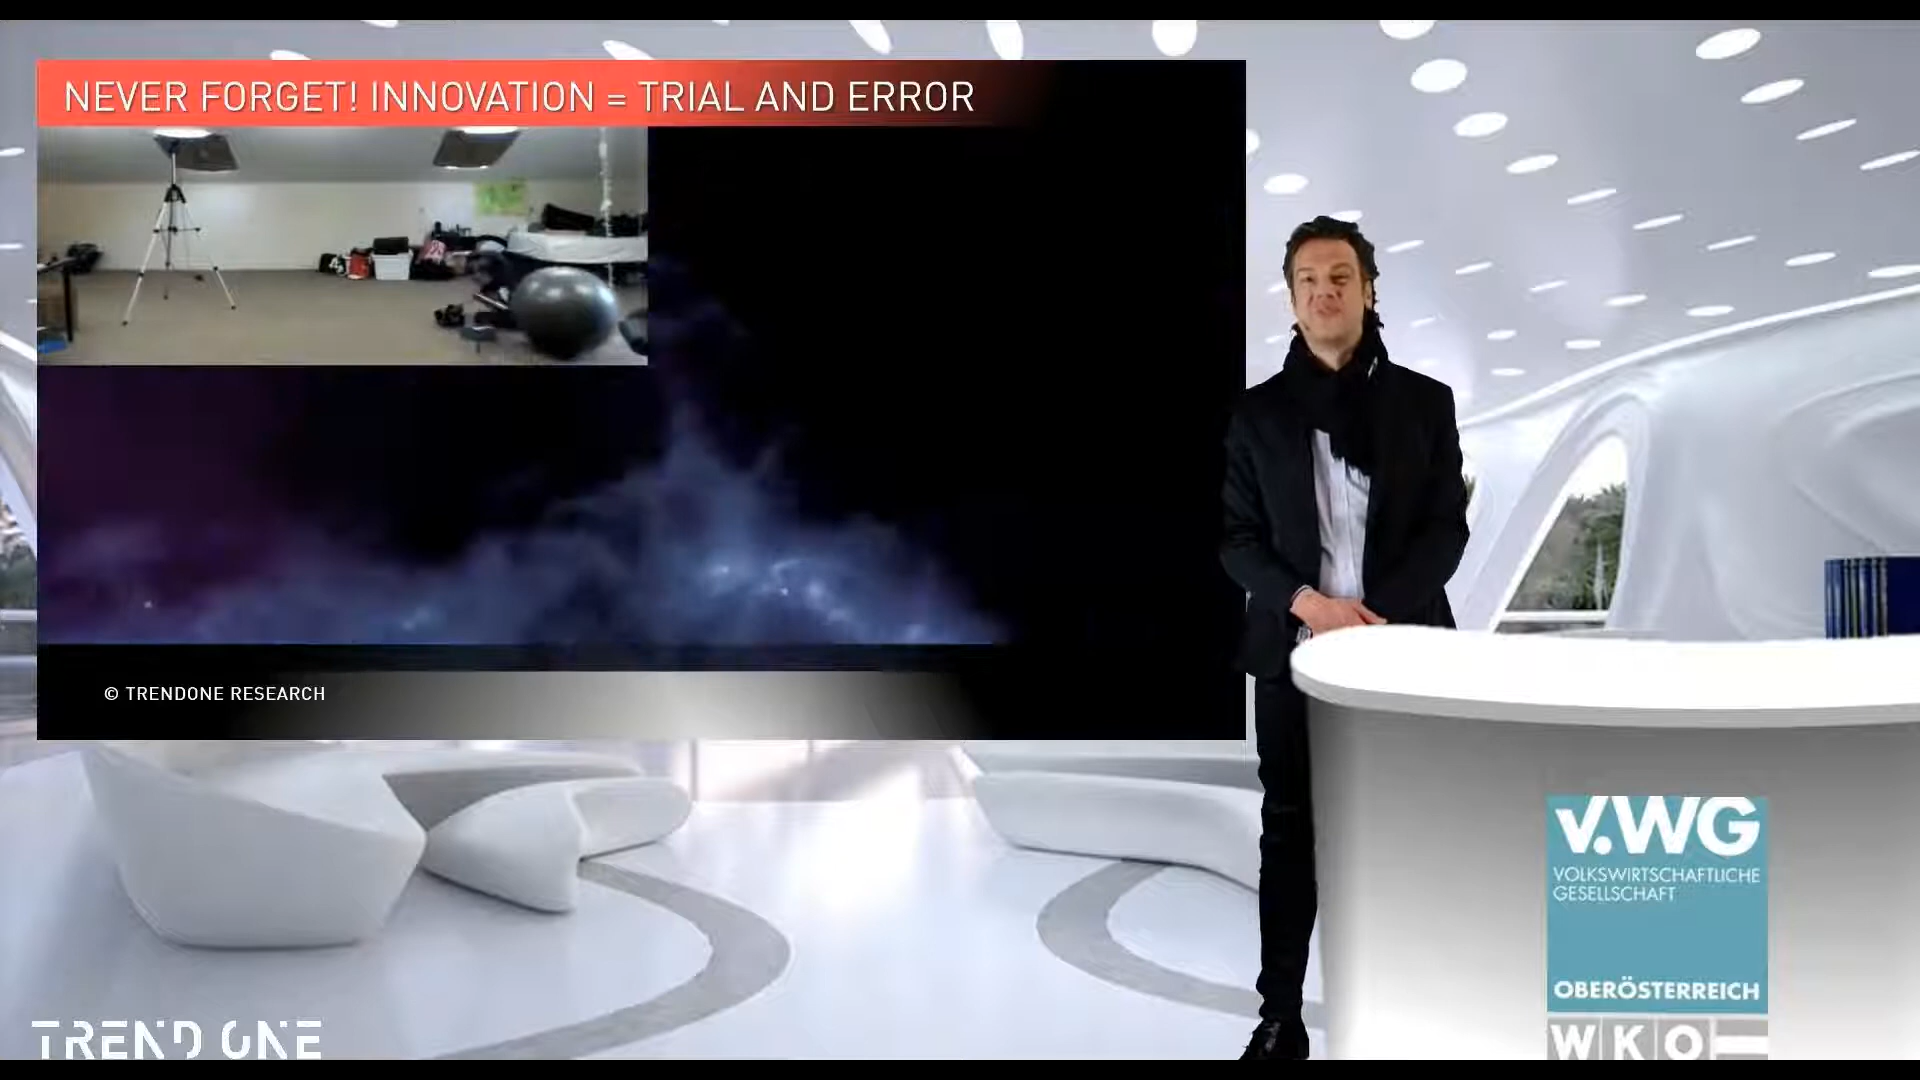 NEVER FORGET! INNOVATION = TRIAL AND ERROR
© TRENDONE RESEARCH
v.WG
VOLKSWIRTSCHAFTLICHE
GESELLSCHAFT
OBERÖSTERREICH
WKO
TREND ONE